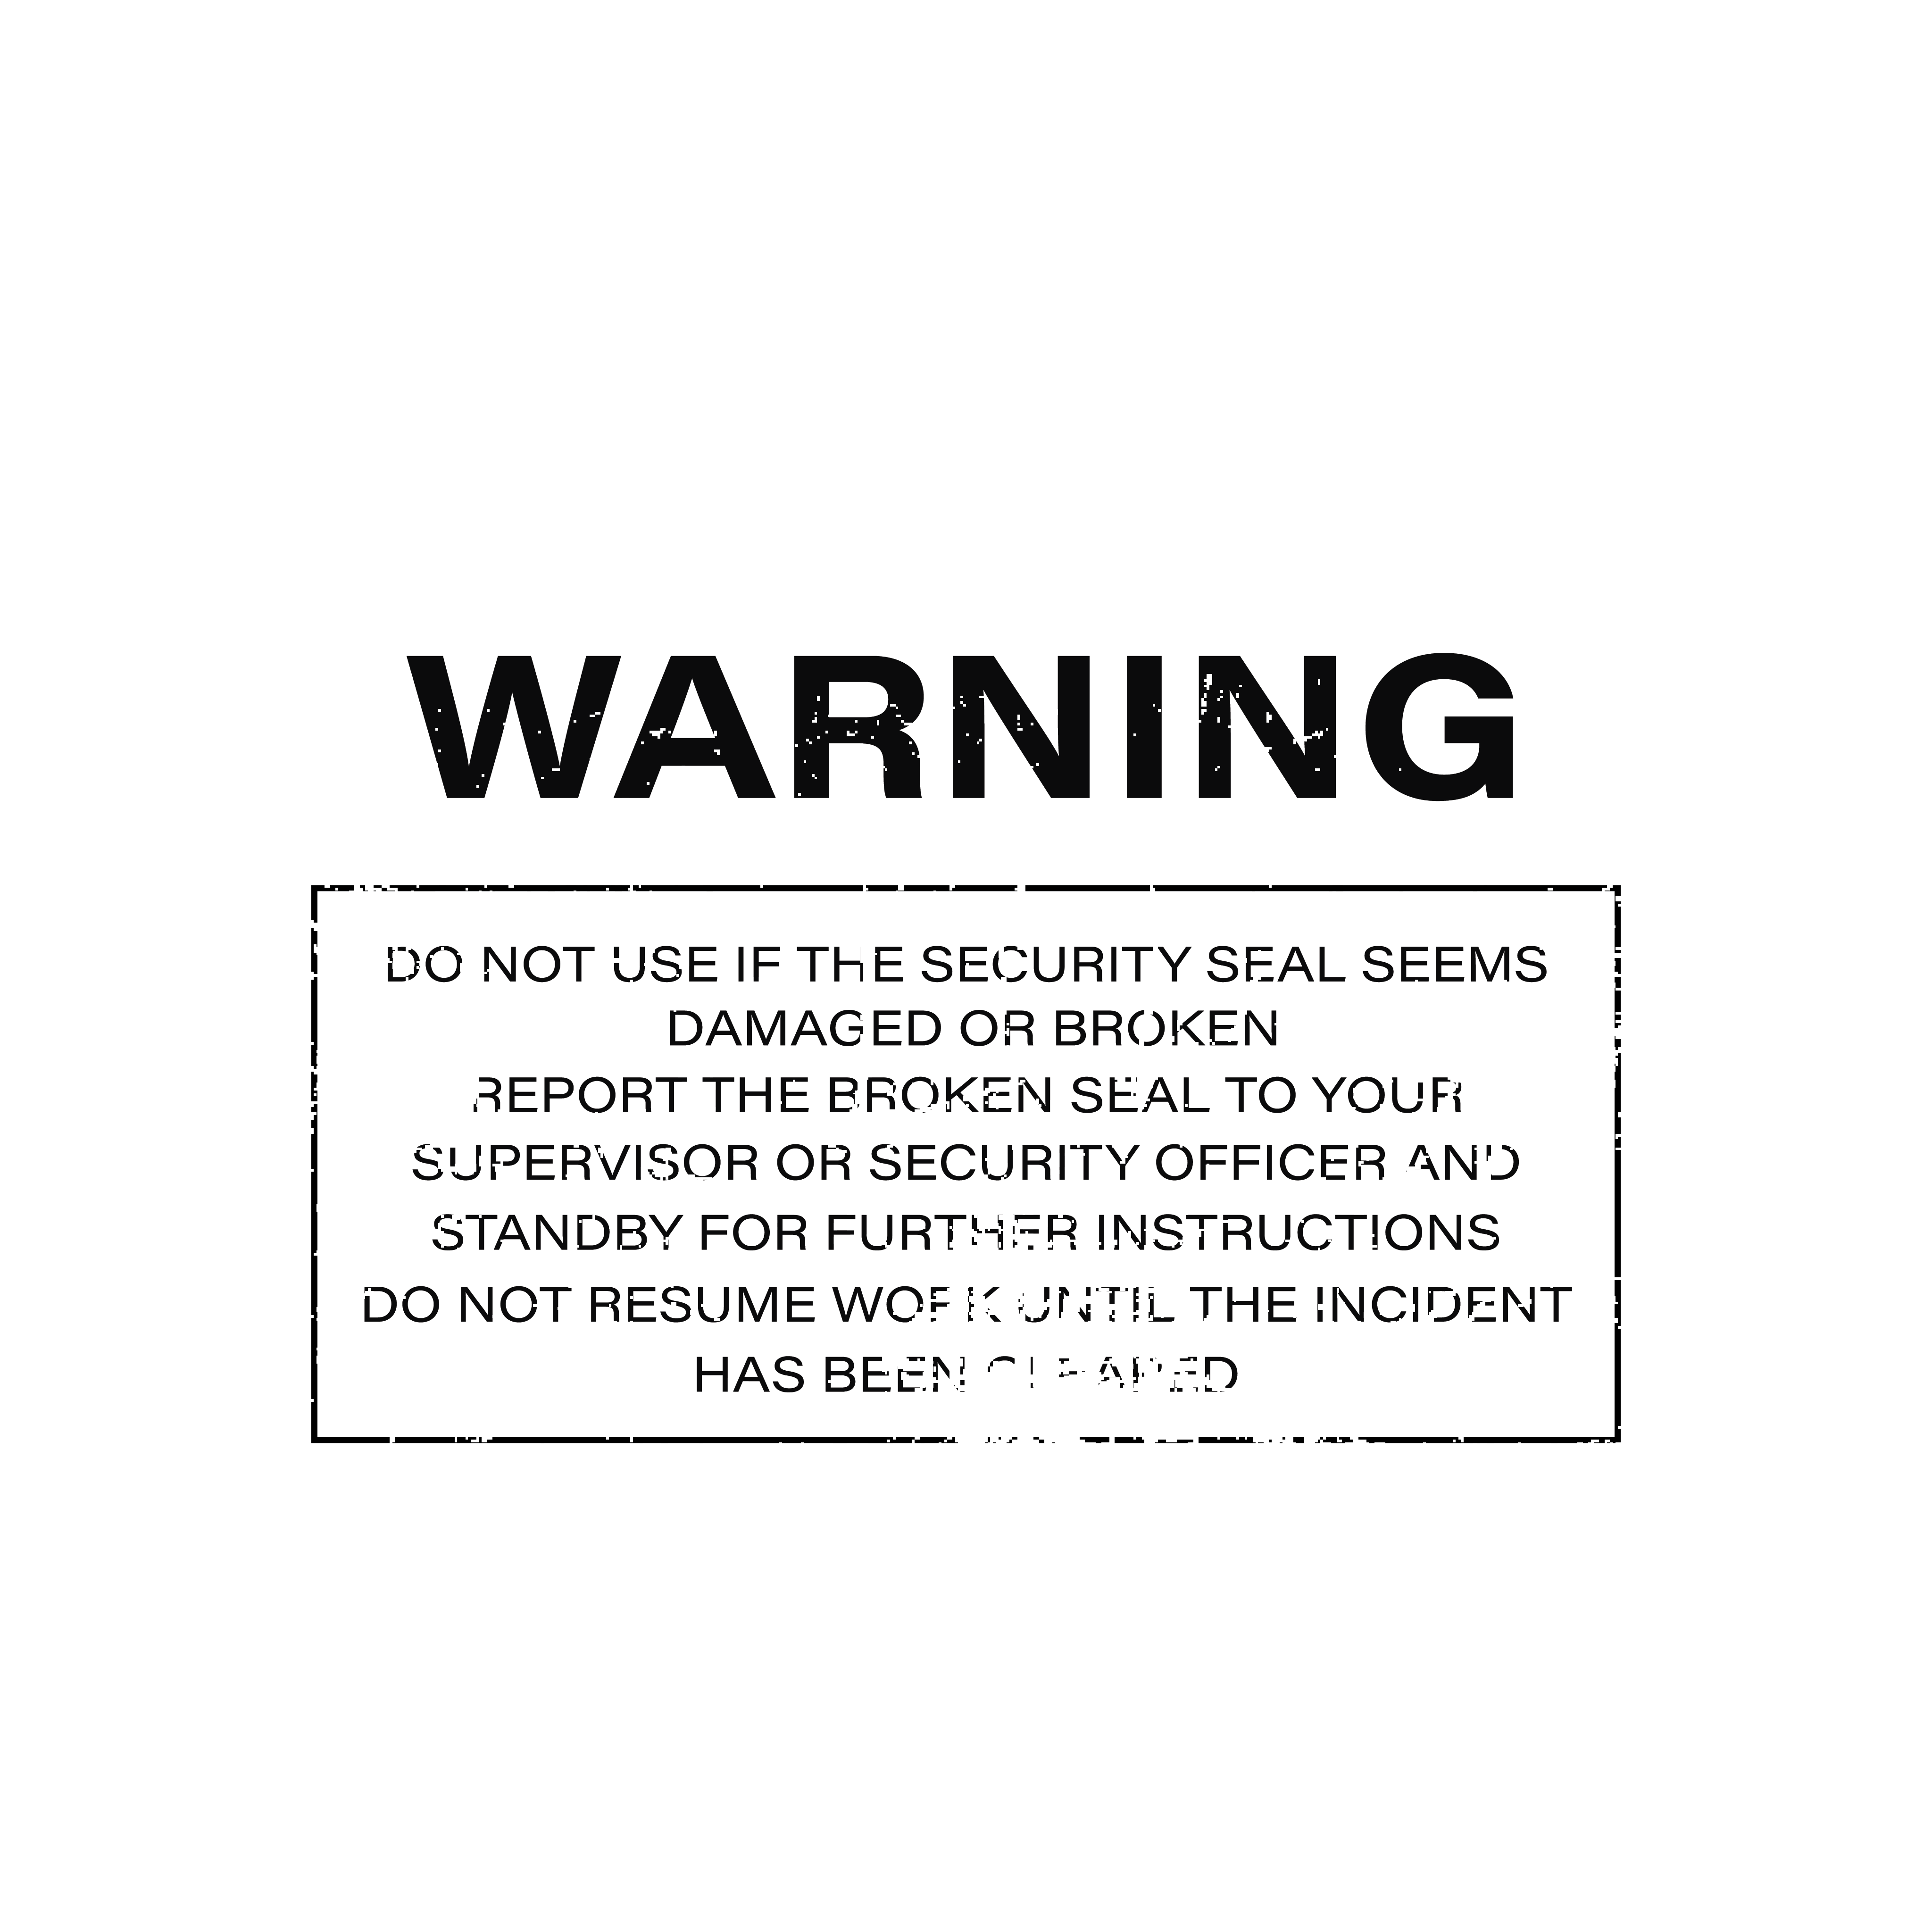 WARNING
DO NOT USE IF THE SECURITY SEAL SEEMS
DAMAGED OR BROKEN
REPORT THE BROKEN SEAL TO YOUR
SUPERVISOR OR SECURITY OFFICER AND
STANDBY FOR FURTHER INSTRUCTIONS
DO NOT RESUME WORK UNTIL THE INCIDENT
HAS BEEN CLEARED